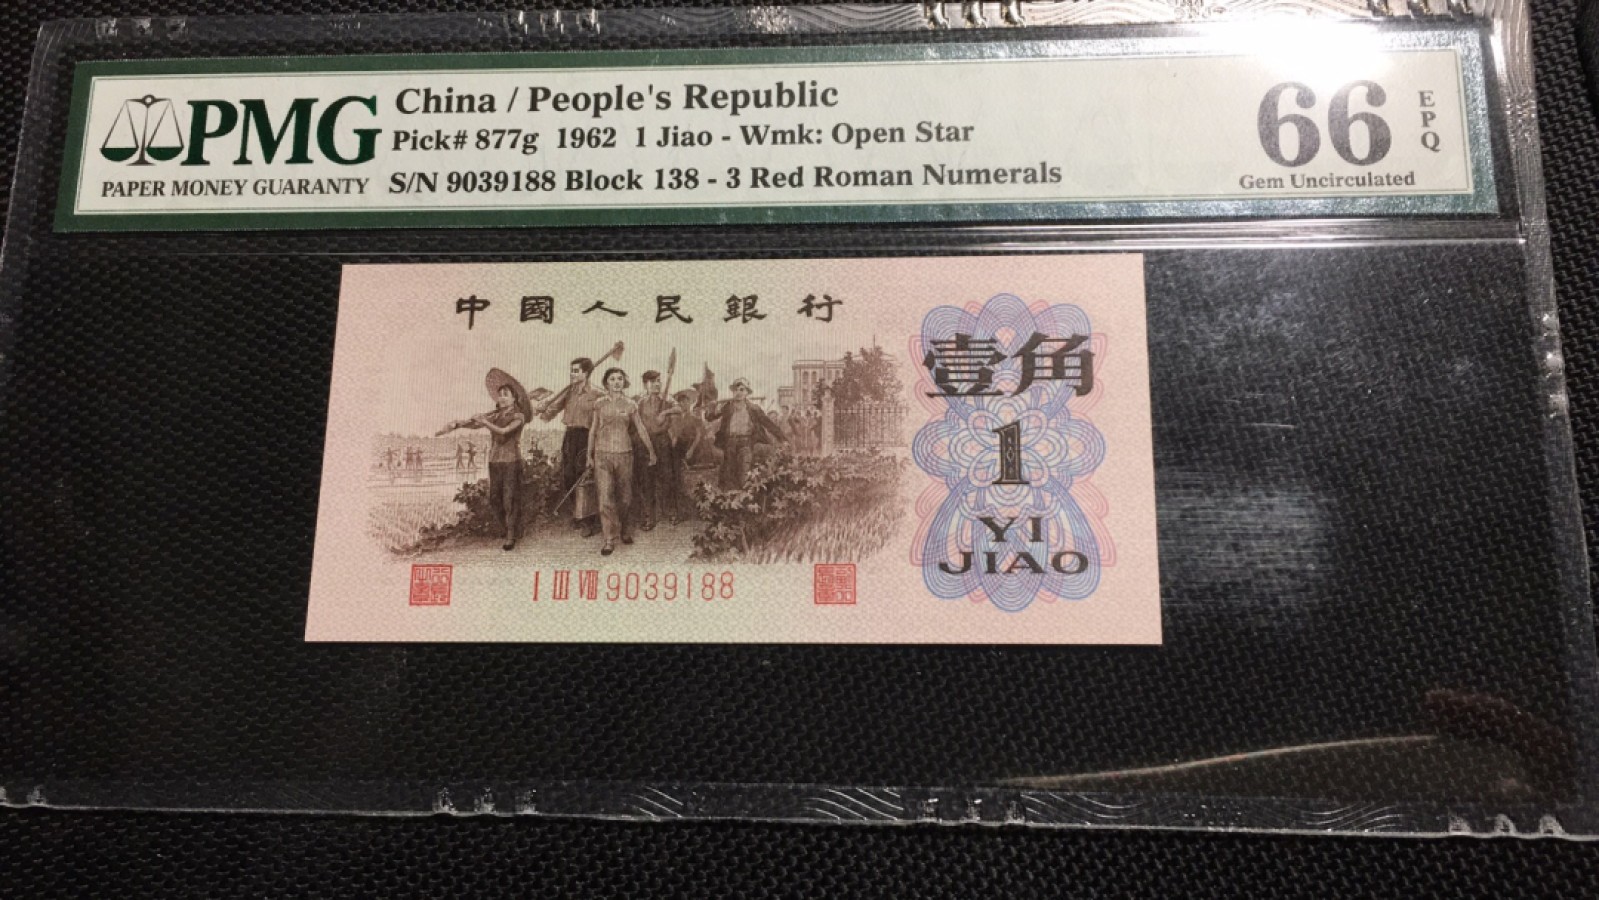 PMG
PAPER MONEY GUARANTY
China / People's Republic
Pick# 877g 1962 1 Jiao - Wmk: Open Star
S/N 9039188 Block 138 - 3 Red Roman Numerals
66
EPQ
Gem Uncirculated
中國人民銀行
壹角
1
YI
JIAO
I III VIII 9039188